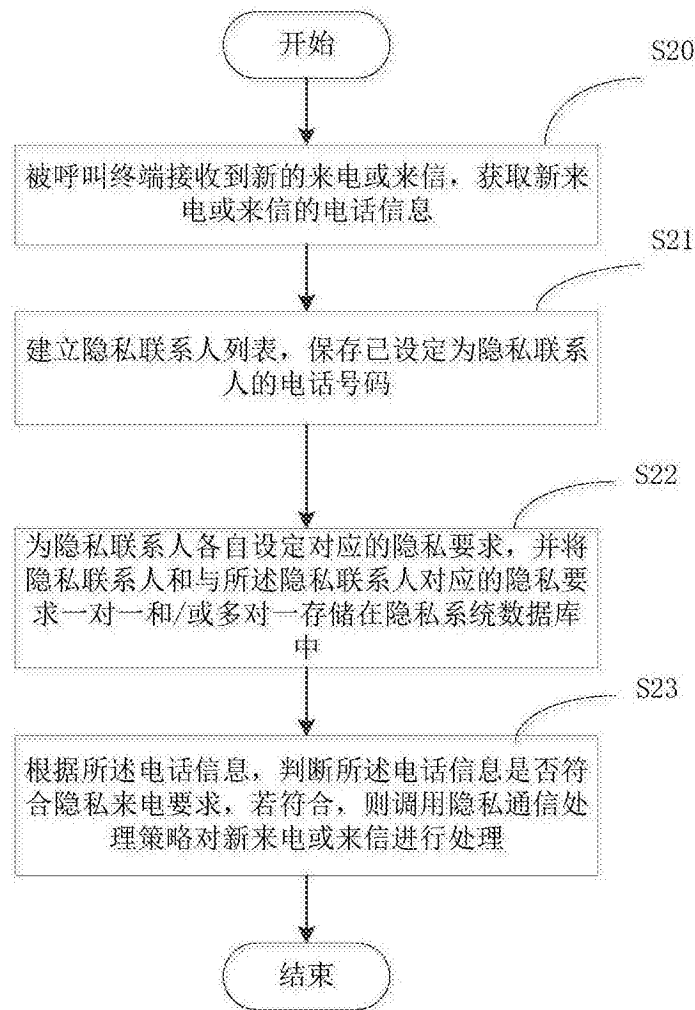 开始
S20
被呼叫终端接收到新的来电或来信，获取新来
电或来信的电话信息
S21
建立隐私联系人列表，保存已设定为隐私联系
人的电话号码
S22
为隐私联系人各自设定对应的隐私要求，并将
隐私联系人和与所述隐私联系人对应的隐私要
求一对一和/或多对一存储在隐私系统数据库
中
S23
根据所述电话信息，判断所述电话信息是否符
合隐私来电要求，若符合，则调用隐私通信处
理策略对新来电或来信进行处理
结束